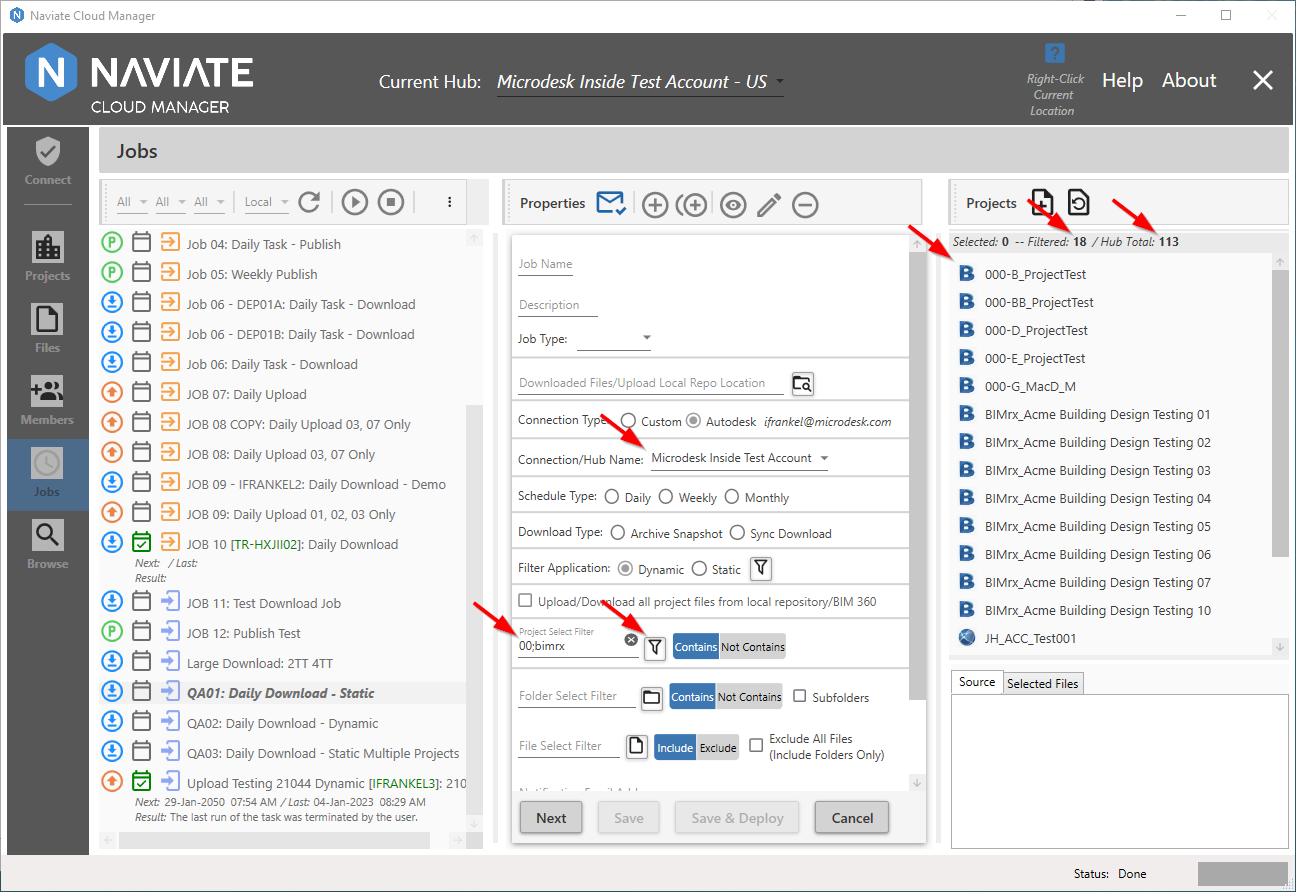 Naviate Cloud Manager
N NAVIATE
CLOUD MANAGER
Current Hub: Microdesk Inside Test Account - US
?
Right-Click
Current
Location
Help About
Connect
Projects
Files
Members
Jobs
Browse
Jobs
All All All Local
P Job 04: Daily Task - Publish
P Job 05: Weekly Publish
Job 06 - DEP01A: Daily Task - Download
Job 06 - DEP01B: Daily Task - Download
Job 06: Daily Task - Download
JOB 07: Daily Upload
JOB 08 COPY: Daily Upload 03, 07 Only
JOB 08: Daily Upload 03, 07 Only
JOB 09 - IFRANKEL2: Daily Download - Demo
JOB 09: Daily Upload 01, 02, 03 Only
JOB 10 [TR-HXJII02]: Daily Download
Next: / Last:
Result:
JOB 11: Test Download Job
P JOB 12: Publish Test
Large Download: 2TT 4TT
QA01: Daily Download - Static
QA02: Daily Download - Dynamic
QA03: Daily Download - Static Multiple Projects
Upload Testing 21044 Dynamic [IFRANKEL3]: 210
Next: 29-Jan-2050 07:54 AM / Last: 04-Jan-2023 08:29 AM
Result: The last run of the task was terminated by the user.
Properties
Job Name
Description
Job Type:
Downloaded Files/Upload Local Repo Location
Connection Type: Custom Autodesk ifrankel@microdesk.com
Connection/Hub Name: Microdesk Inside Test Account
Schedule Type: Daily Weekly Monthly
Download Type: Archive Snapshot Sync Download
Filter Application: Dynamic Static
Upload/Download all project files from local repository/BIM 360
Project Select Filter
00;bimrx
Contains Not Contains
Folder Select Filter
Contains Not Contains
Subfolders
File Select Filter
Include Exclude
Exclude All Files
(Include Folders Only)
Next Save Save & Deploy Cancel
Projects
Selected: 0 -- Filtered: 18 / Hub Total: 113
B 000-B_ProjectTest
B 000-BB_ProjectTest
B 000-D_ProjectTest
B 000-E_ProjectTest
B 000-G_MacD_M
B BIMrx_Acme Building Design Testing 01
B BIMrx_Acme Building Design Testing 02
B BIMrx_Acme Building Design Testing 03
B BIMrx_Acme Building Design Testing 04
B BIMrx_Acme Building Design Testing 05
B BIMrx_Acme Building Design Testing 06
B BIMrx_Acme Building Design Testing 07
B BIMrx_Acme Building Design Testing 10
JH_ACC_Test001
Source Selected Files
Status: Done